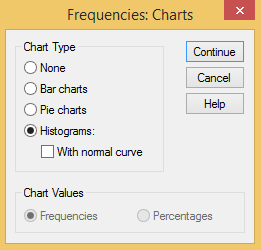 Frequencies: Charts
Chart Type
None
Bar charts
Pie charts
Histograms:
With normal curve
Continue
Cancel
Help
Chart Values
Frequencies
Percentages